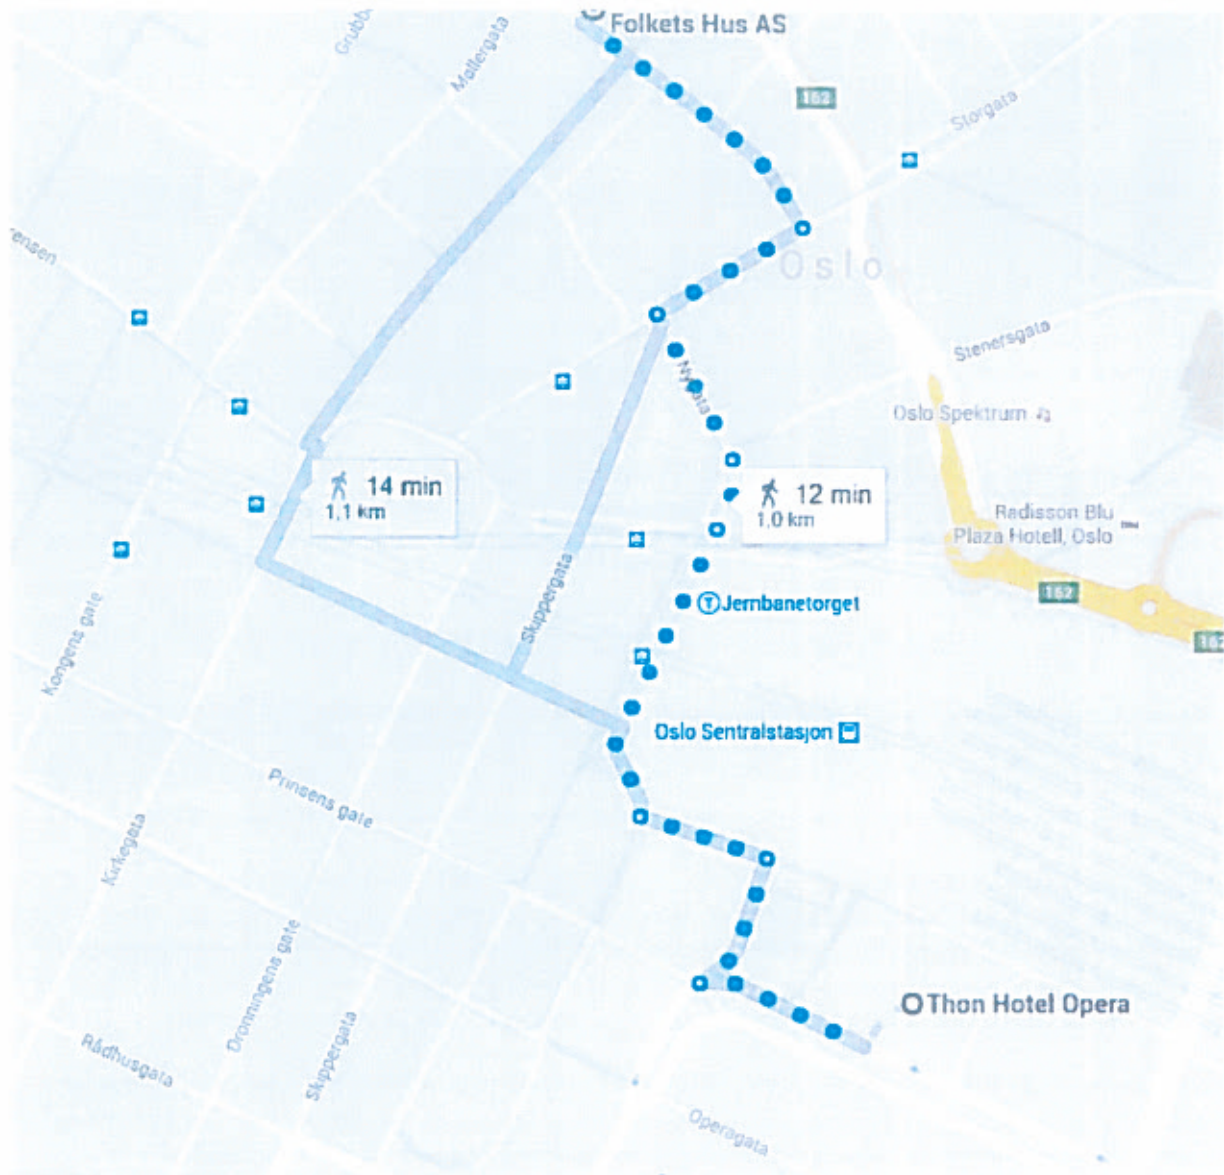 Folkets Hus AS
Grubb
Møllergata
162
Storgata
Oslo
rensen
Stenersgata
Nygata
Oslo Spektrum
14 min
1,1 km
12 min
1,0 km
Radisson Blu
Plaza Hotell, Oslo
162
162
Skippergata
Jernbanetorget
Kongens gate
Oslo Sentralstasjon
Prinsens gate
Kirkegata
Dronningens gate
Thon Hotel Opera
Rådhusgata
Skippergata
Operagata